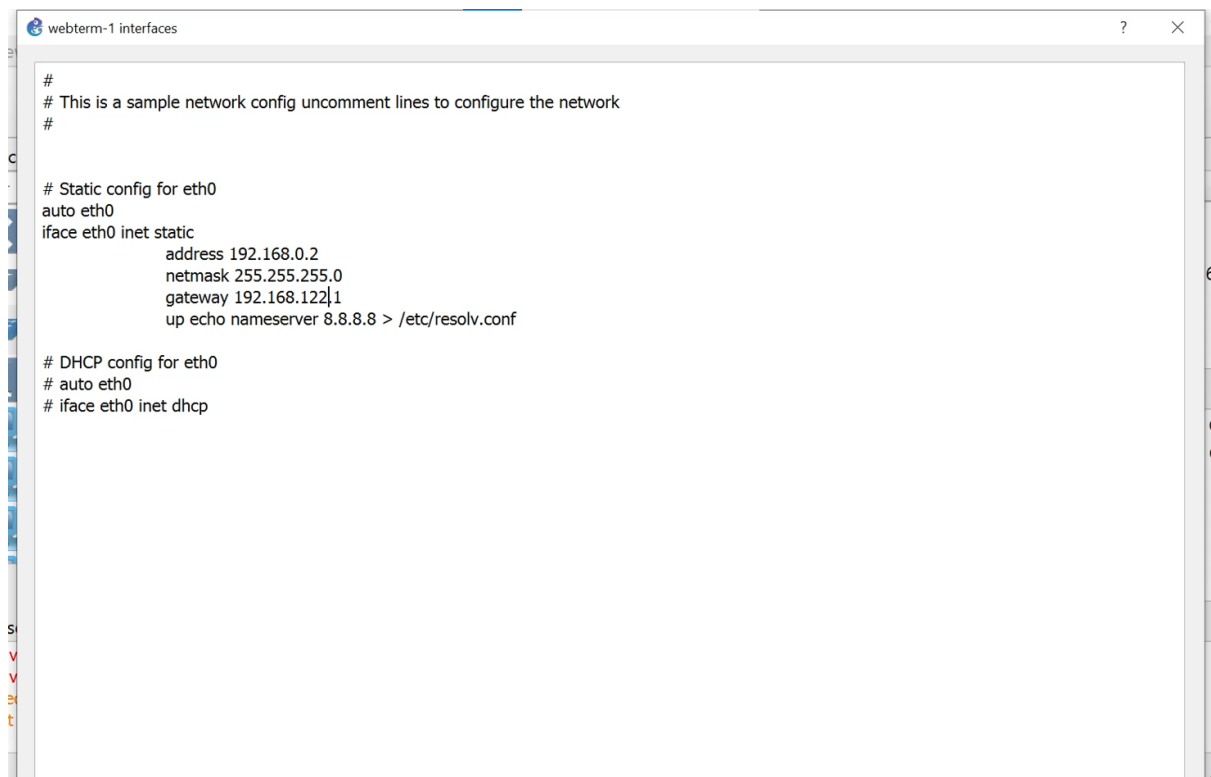 webterm-1 interfaces
?
#
# This is a sample network config uncomment lines to configure the network
#
# Static config for eth0
auto eth0
iface eth0 inet static
address 192.168.0.2
netmask 255.255.255.0
gateway 192.168.122.1
up echo nameserver 8.8.8.8 > /etc/resolv.conf
# DHCP config for eth0
# auto eth0
# iface eth0 inet dhcp